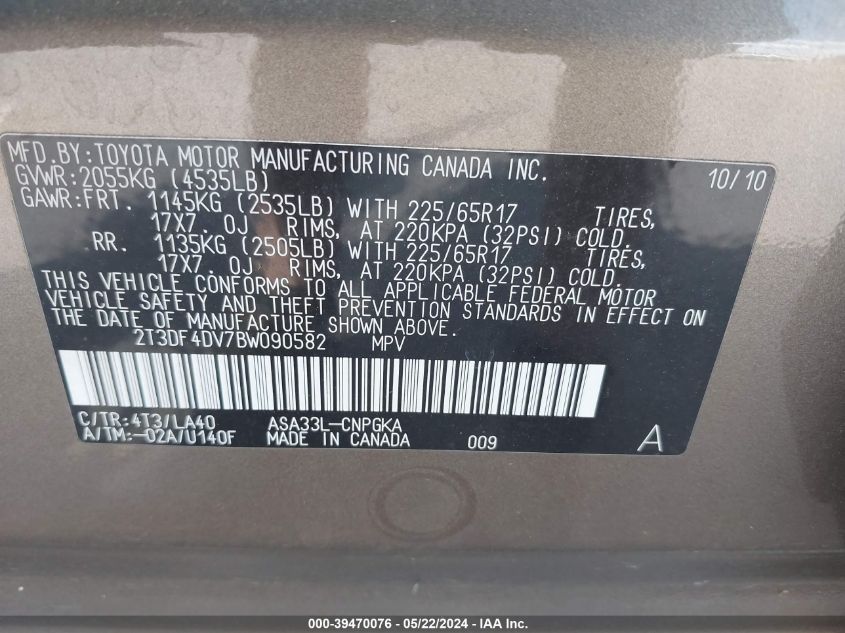 MFD.BY:TOYOTA MOTOR MANUFACTURING CANADA INC. 10/10
GVWR:2055KG (4535LB)
GAWR:FRT. 1145KG (2535LB) WITH 225/65R17 TIRES,
17X7.0J RIMS, AT 220KPA (32PSI) COLD.
RR. 1135KG (2505LB) WITH 225/65R17 TIRES,
17X7.0J RIMS, AT 220KPA (32PSI) COLD.
THIS VEHICLE CONFORMS TO ALL APPLICABLE FEDERAL MOTOR
VEHICLE SAFETY AND THEFT PREVENTION STANDARDS IN EFFECT ON
THE DATE OF MANUFACTURE SHOWN ABOVE.
2T3DF4DV7BW090582 MPV
C/TR:4T3/LA40 ASA33L-CNPGKA
A/TM:-02A/U140F MADE IN CANADA 009 A
000-39470076 - 05/22/2024 - IAA Inc.